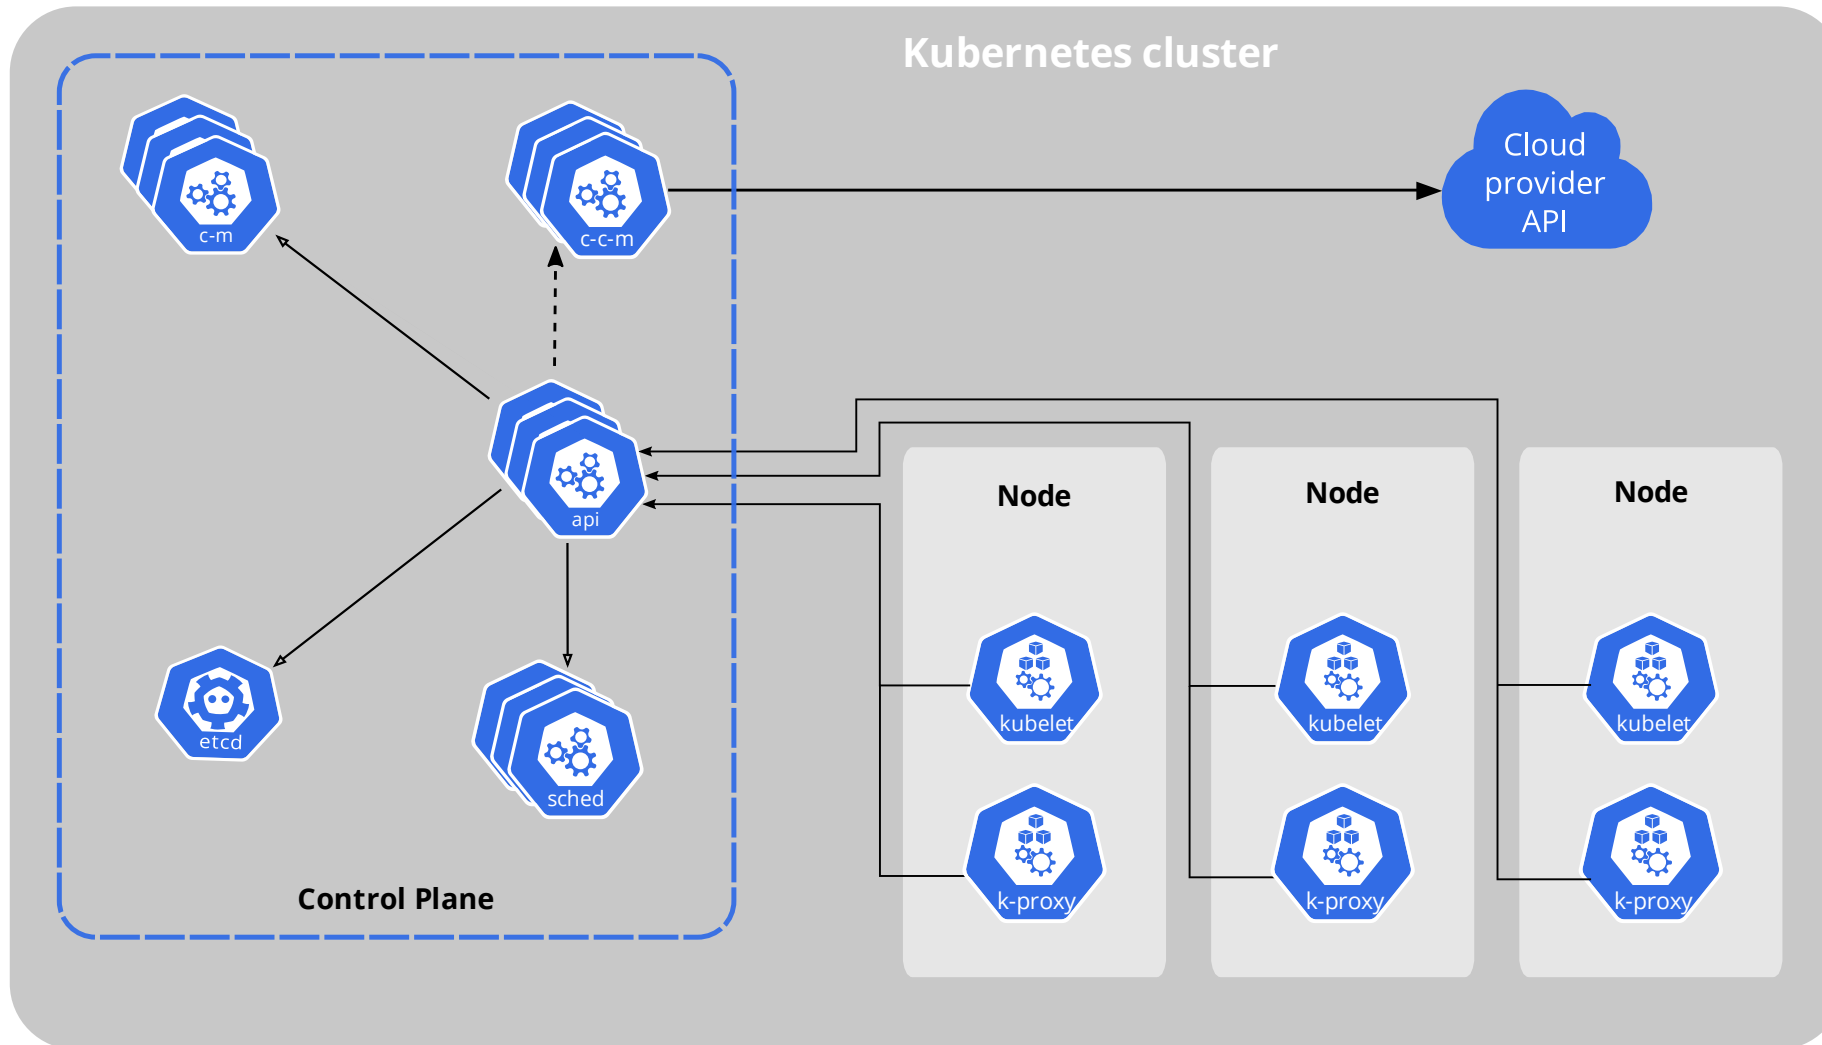 Kubernetes cluster
c-m
c-c-m
Cloud
provider
API
api
etcd
sched
Control Plane
Node
kubelet
k-proxy
Node
kubelet
k-proxy
Node
kubelet
k-proxy